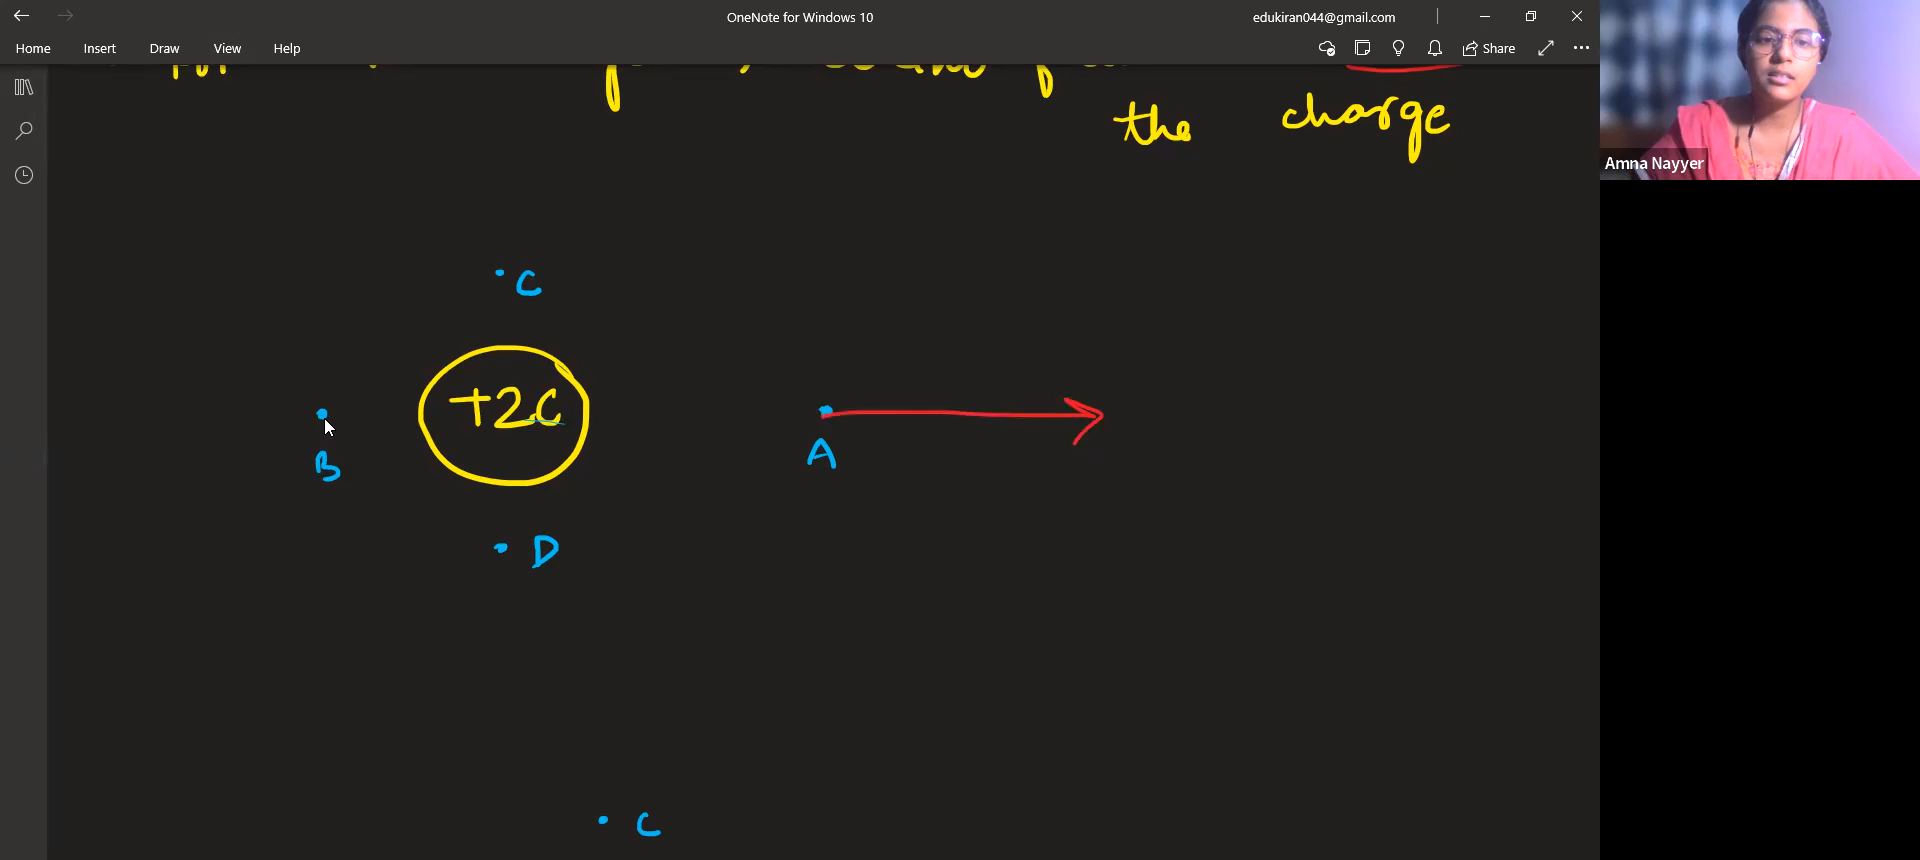 OneNote for Windows 10
edukiran044@gmail.com
Home Insert Draw View Help
Share
the charge
Amna Nayyer
C
+2C
B
A
D
C